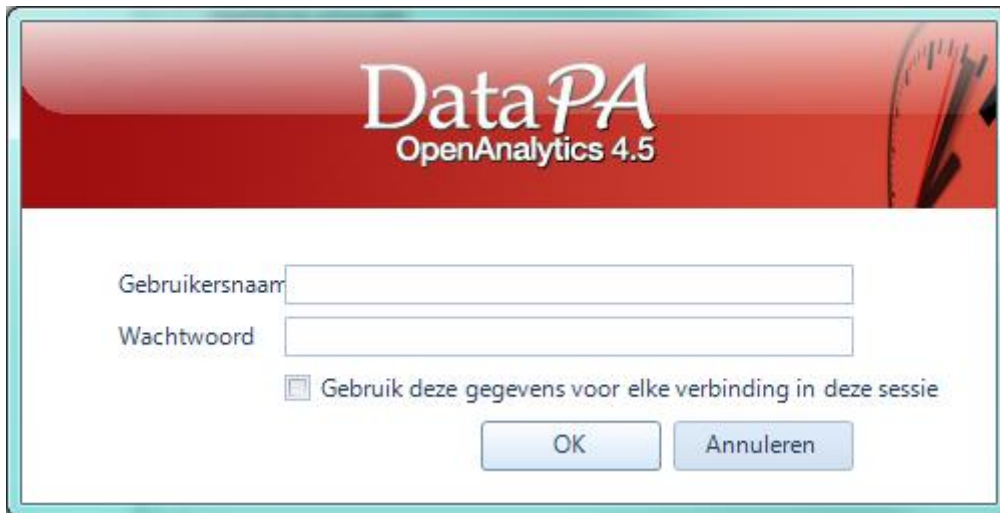 DataPA
OpenAnalytics 4.5
Gebruikersnaam
Wachtwoord
Gebruik deze gegevens voor elke verbinding in deze sessie
OK Annuleren